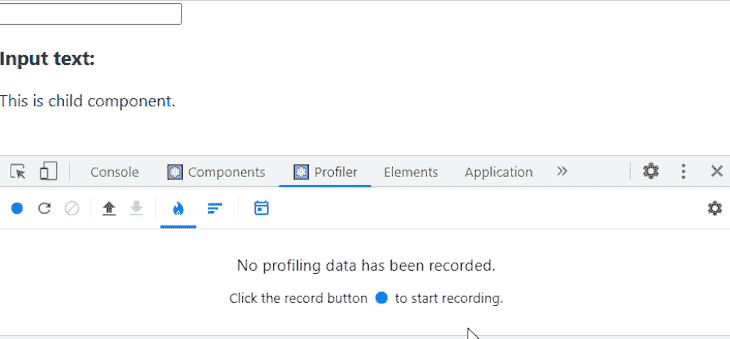 Input text:
This is child component.
Console Components Profiler Elements Application
No profiling data has been recorded.
Click the record button to start recording.